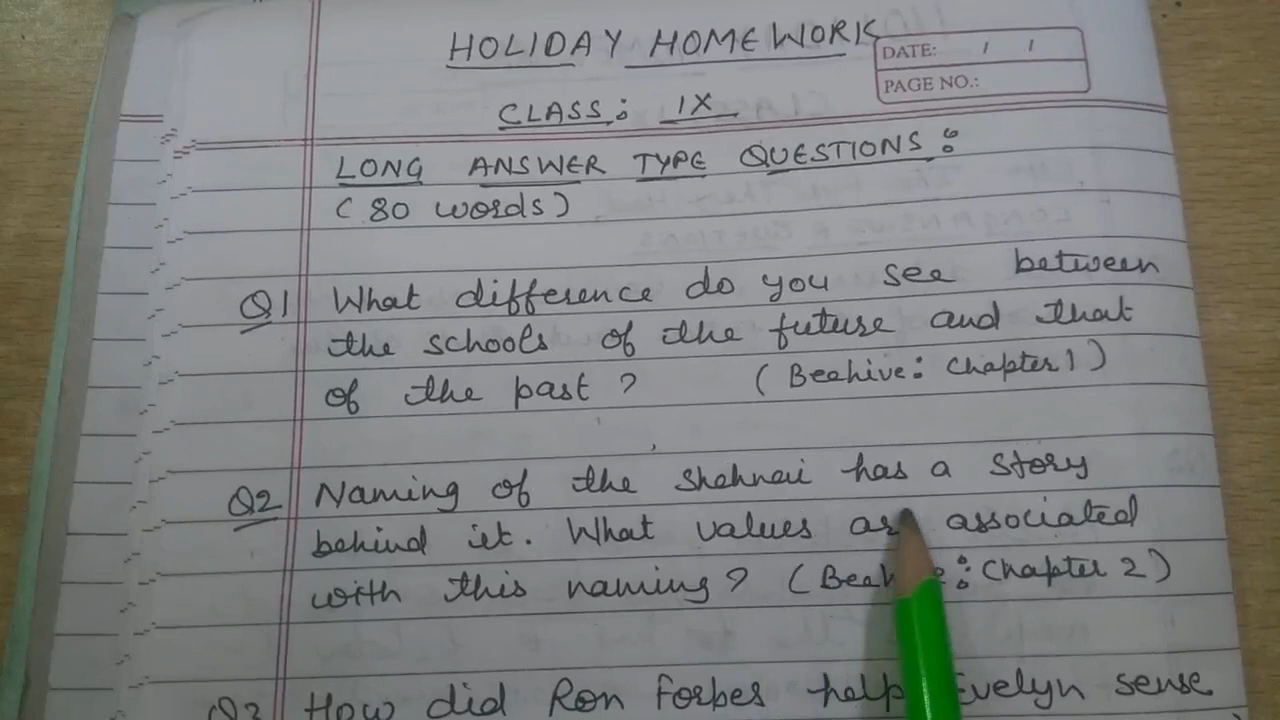 HOLIDAY HOMEWORK
DATE: / /
PAGE NO.:
CLASS: IX
LONG ANSWER TYPE QUESTIONS:
(80 words)
Q1 What difference do you see between
the schools of the future and that
of the past? (Beehive: Chapter 1)
Q2 Naming of the Shehnai has a story
behind it. What values are associated
with this naming? (Beehive: Chapter 2)
Q3 How did Ron Forbes help Evelyn sense